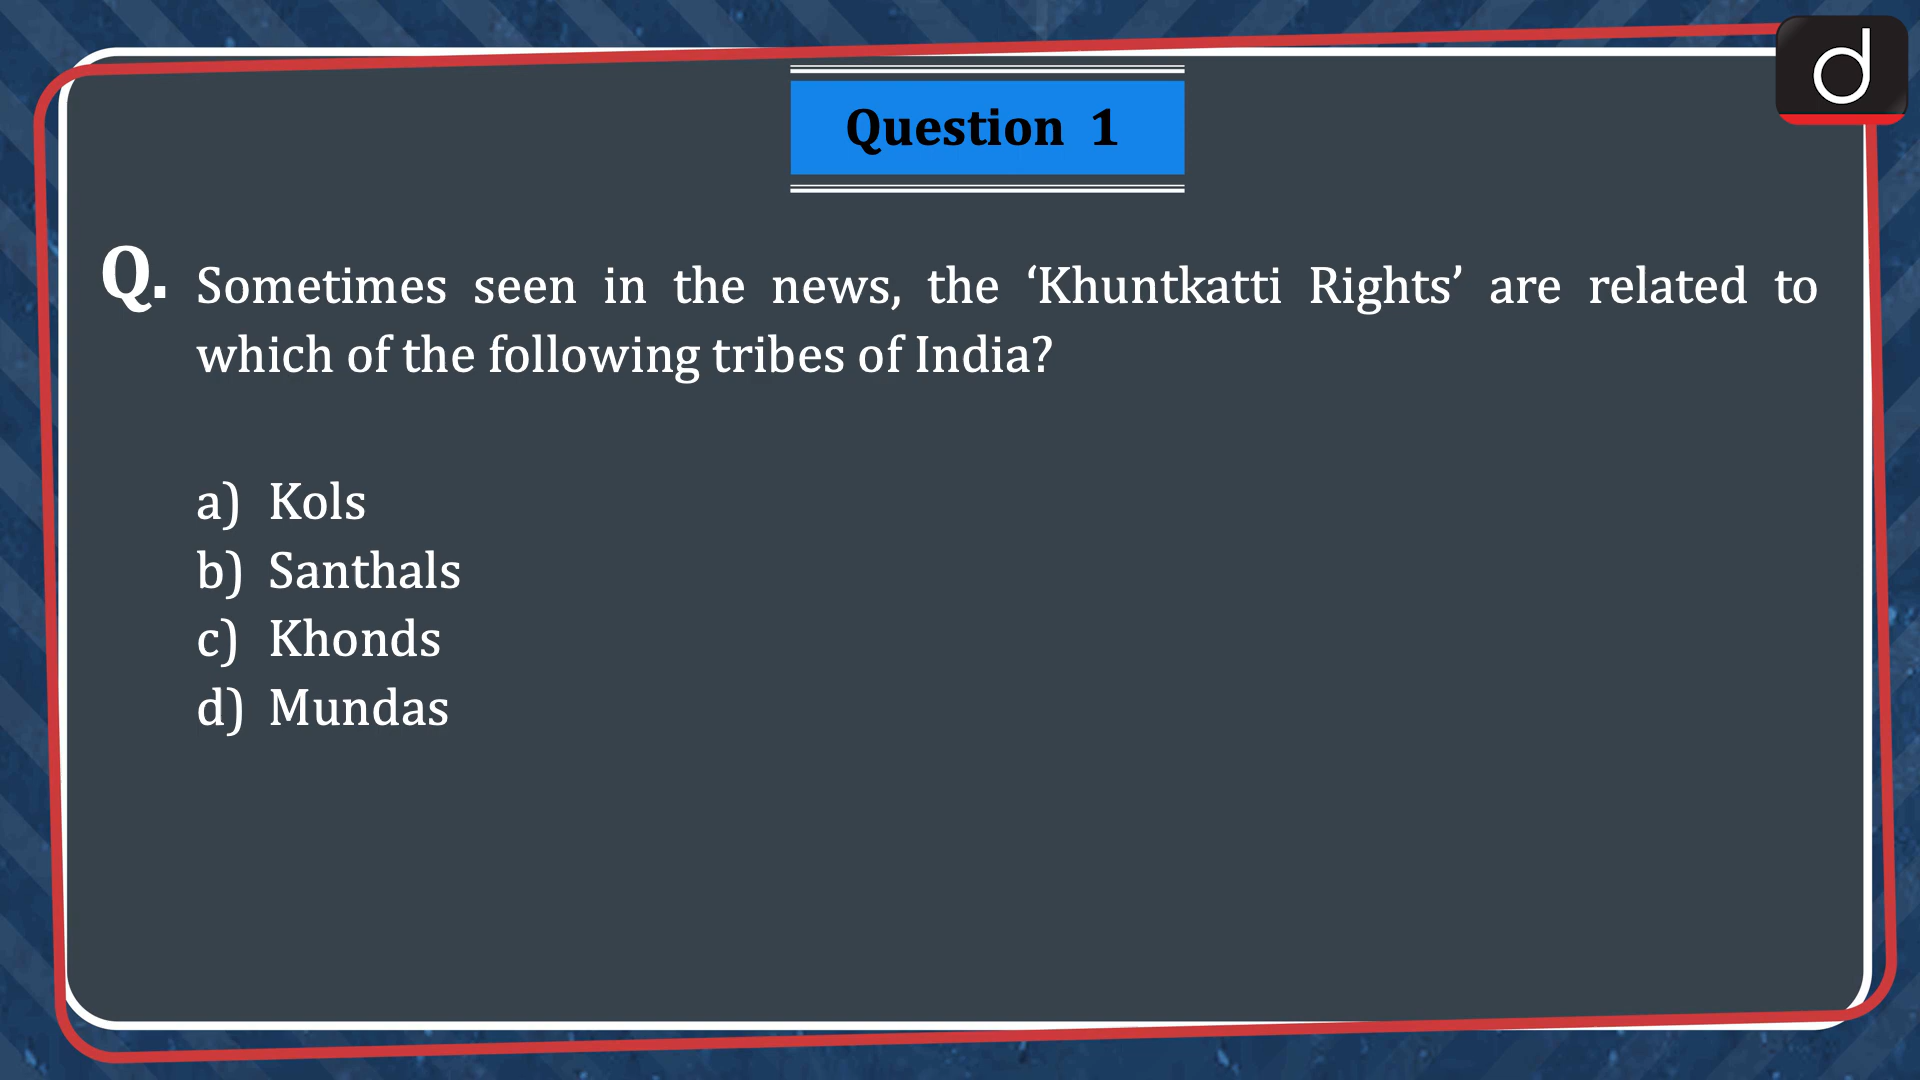 Question 1
Q. Sometimes seen in the news, the ‘Khuntkatti Rights’ are related to
which of the following tribes of India?
a) Kols
b) Santhals
c) Khonds
d) Mundas
d